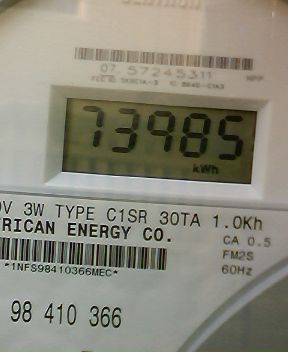 07 57245311
HPP
73985
kWh
0V 3W TYPE C1SR 30TA 1.0Kh
RICAN ENERGY CO.
CA 0.5
FM2S
60Hz
*1NFS98410366MEC*
98 410 366